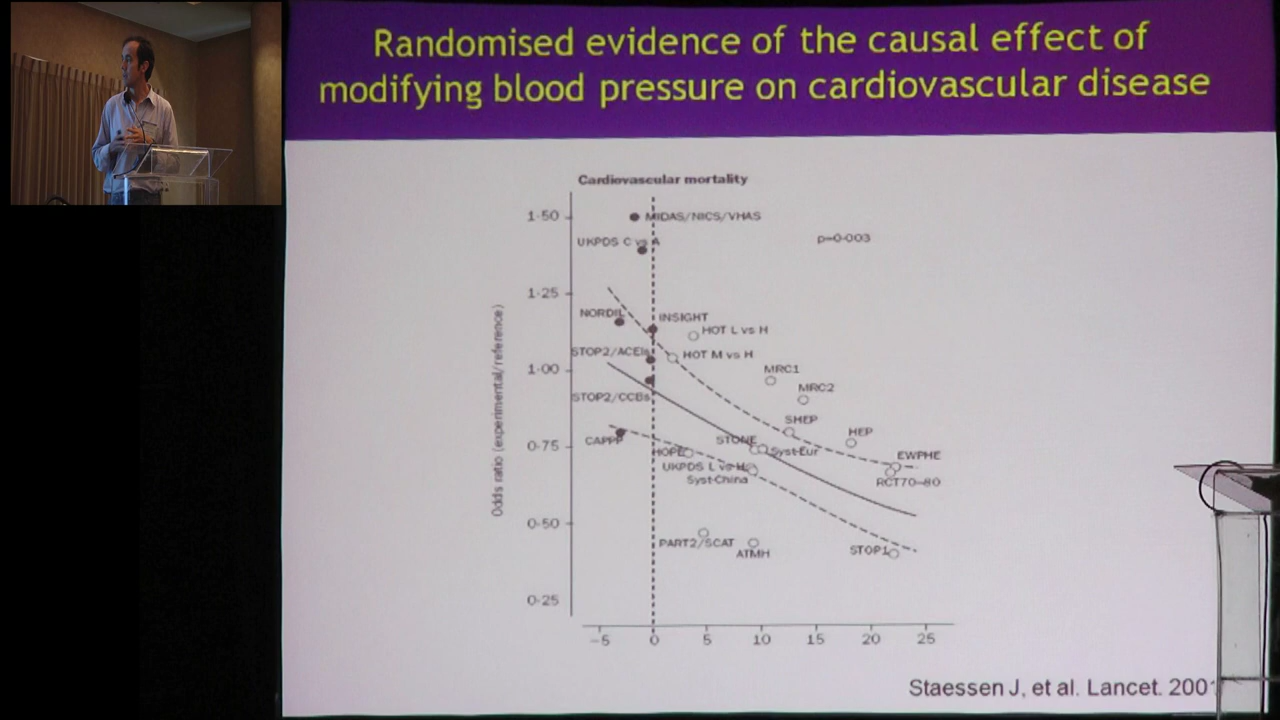 Randomised evidence of the causal effect of
modifying blood pressure on cardiovascular disease
Cardiovascular mortality
1·50
MIDAS/NICS/VHAS
UKPDS C vs A
p=0·003
1·25
NORDIL
INSIGHT
HOT L vs H
STOP2/ACEIs
HOT M vs H
1·00
MRC1
MRC2
STOP2/CCBs
SHEP
HEP
CAPPP
0·75
STONE
HOPE
Syst-Eur
EWPHE
UKPDS L vs H
Syst-China
RCT70–80
0·50
PART2/SCAT
ATMH
STOP1
0·25
Odds ratio (experimental/reference)
–5 0 5 10 15 20 25
Staessen J, et al. Lancet. 200